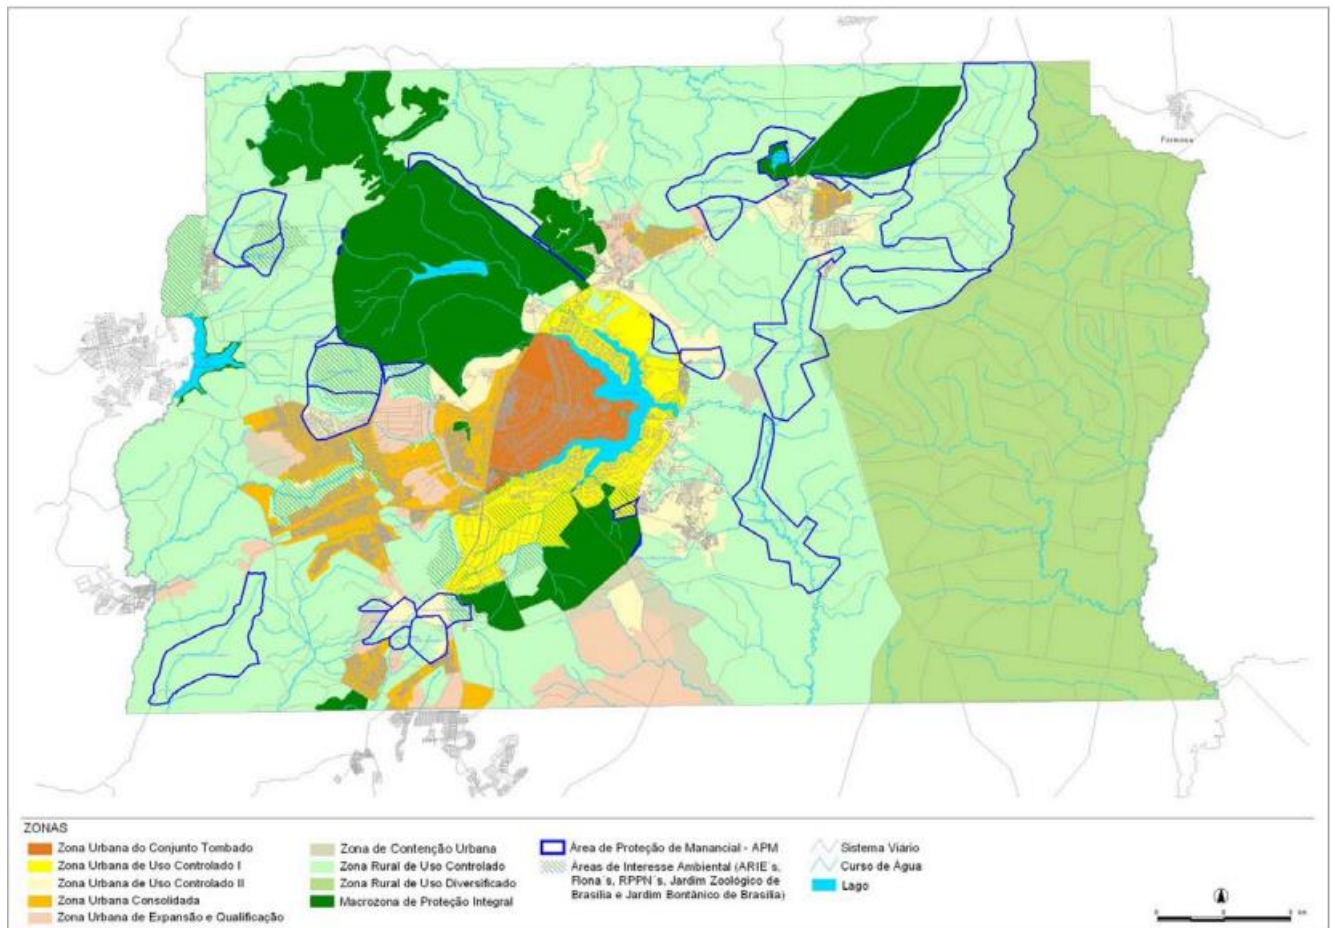 Formosa
ZONAS
Zona Urbana do Conjunto Tombado
Zona Urbana de Uso Controlado I
Zona Urbana de Uso Controlado II
Zona Urbana Consolidada
Zona Urbana de Expansão e Qualificação
Zona de Contenção Urbana
Zona Rural de Uso Controlado
Zona Rural de Uso Diversificado
Macrozona de Proteção Integral
Área de Proteção de Manancial - APM
Áreas de Interesse Ambiental (ARIE´s,
Flona´s, RPPN´s, Jardim Zoológico de
Brasília e Jardim Bontânico de Brasília)
Sistema Viário
Curso de Água
Lago